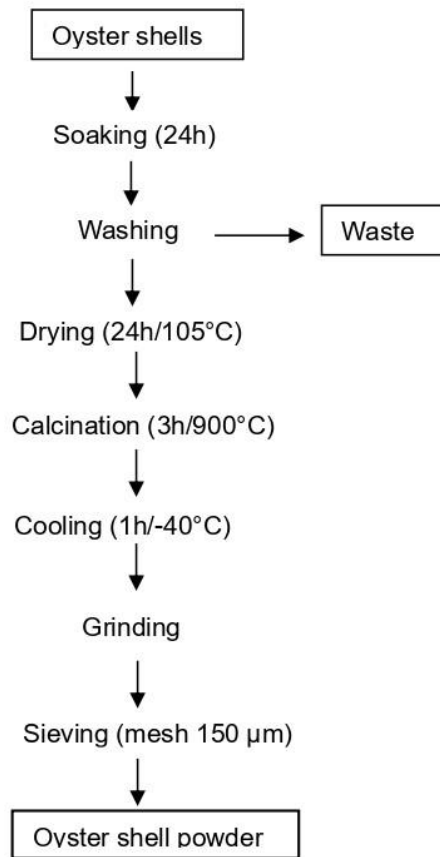 Oyster shells
Soaking (24h)
Washing
Waste
Drying (24h/105°C)
Calcination (3h/900°C)
Cooling (1h/-40°C)
Grinding
Sieving (mesh 150 µm)
Oyster shell powder